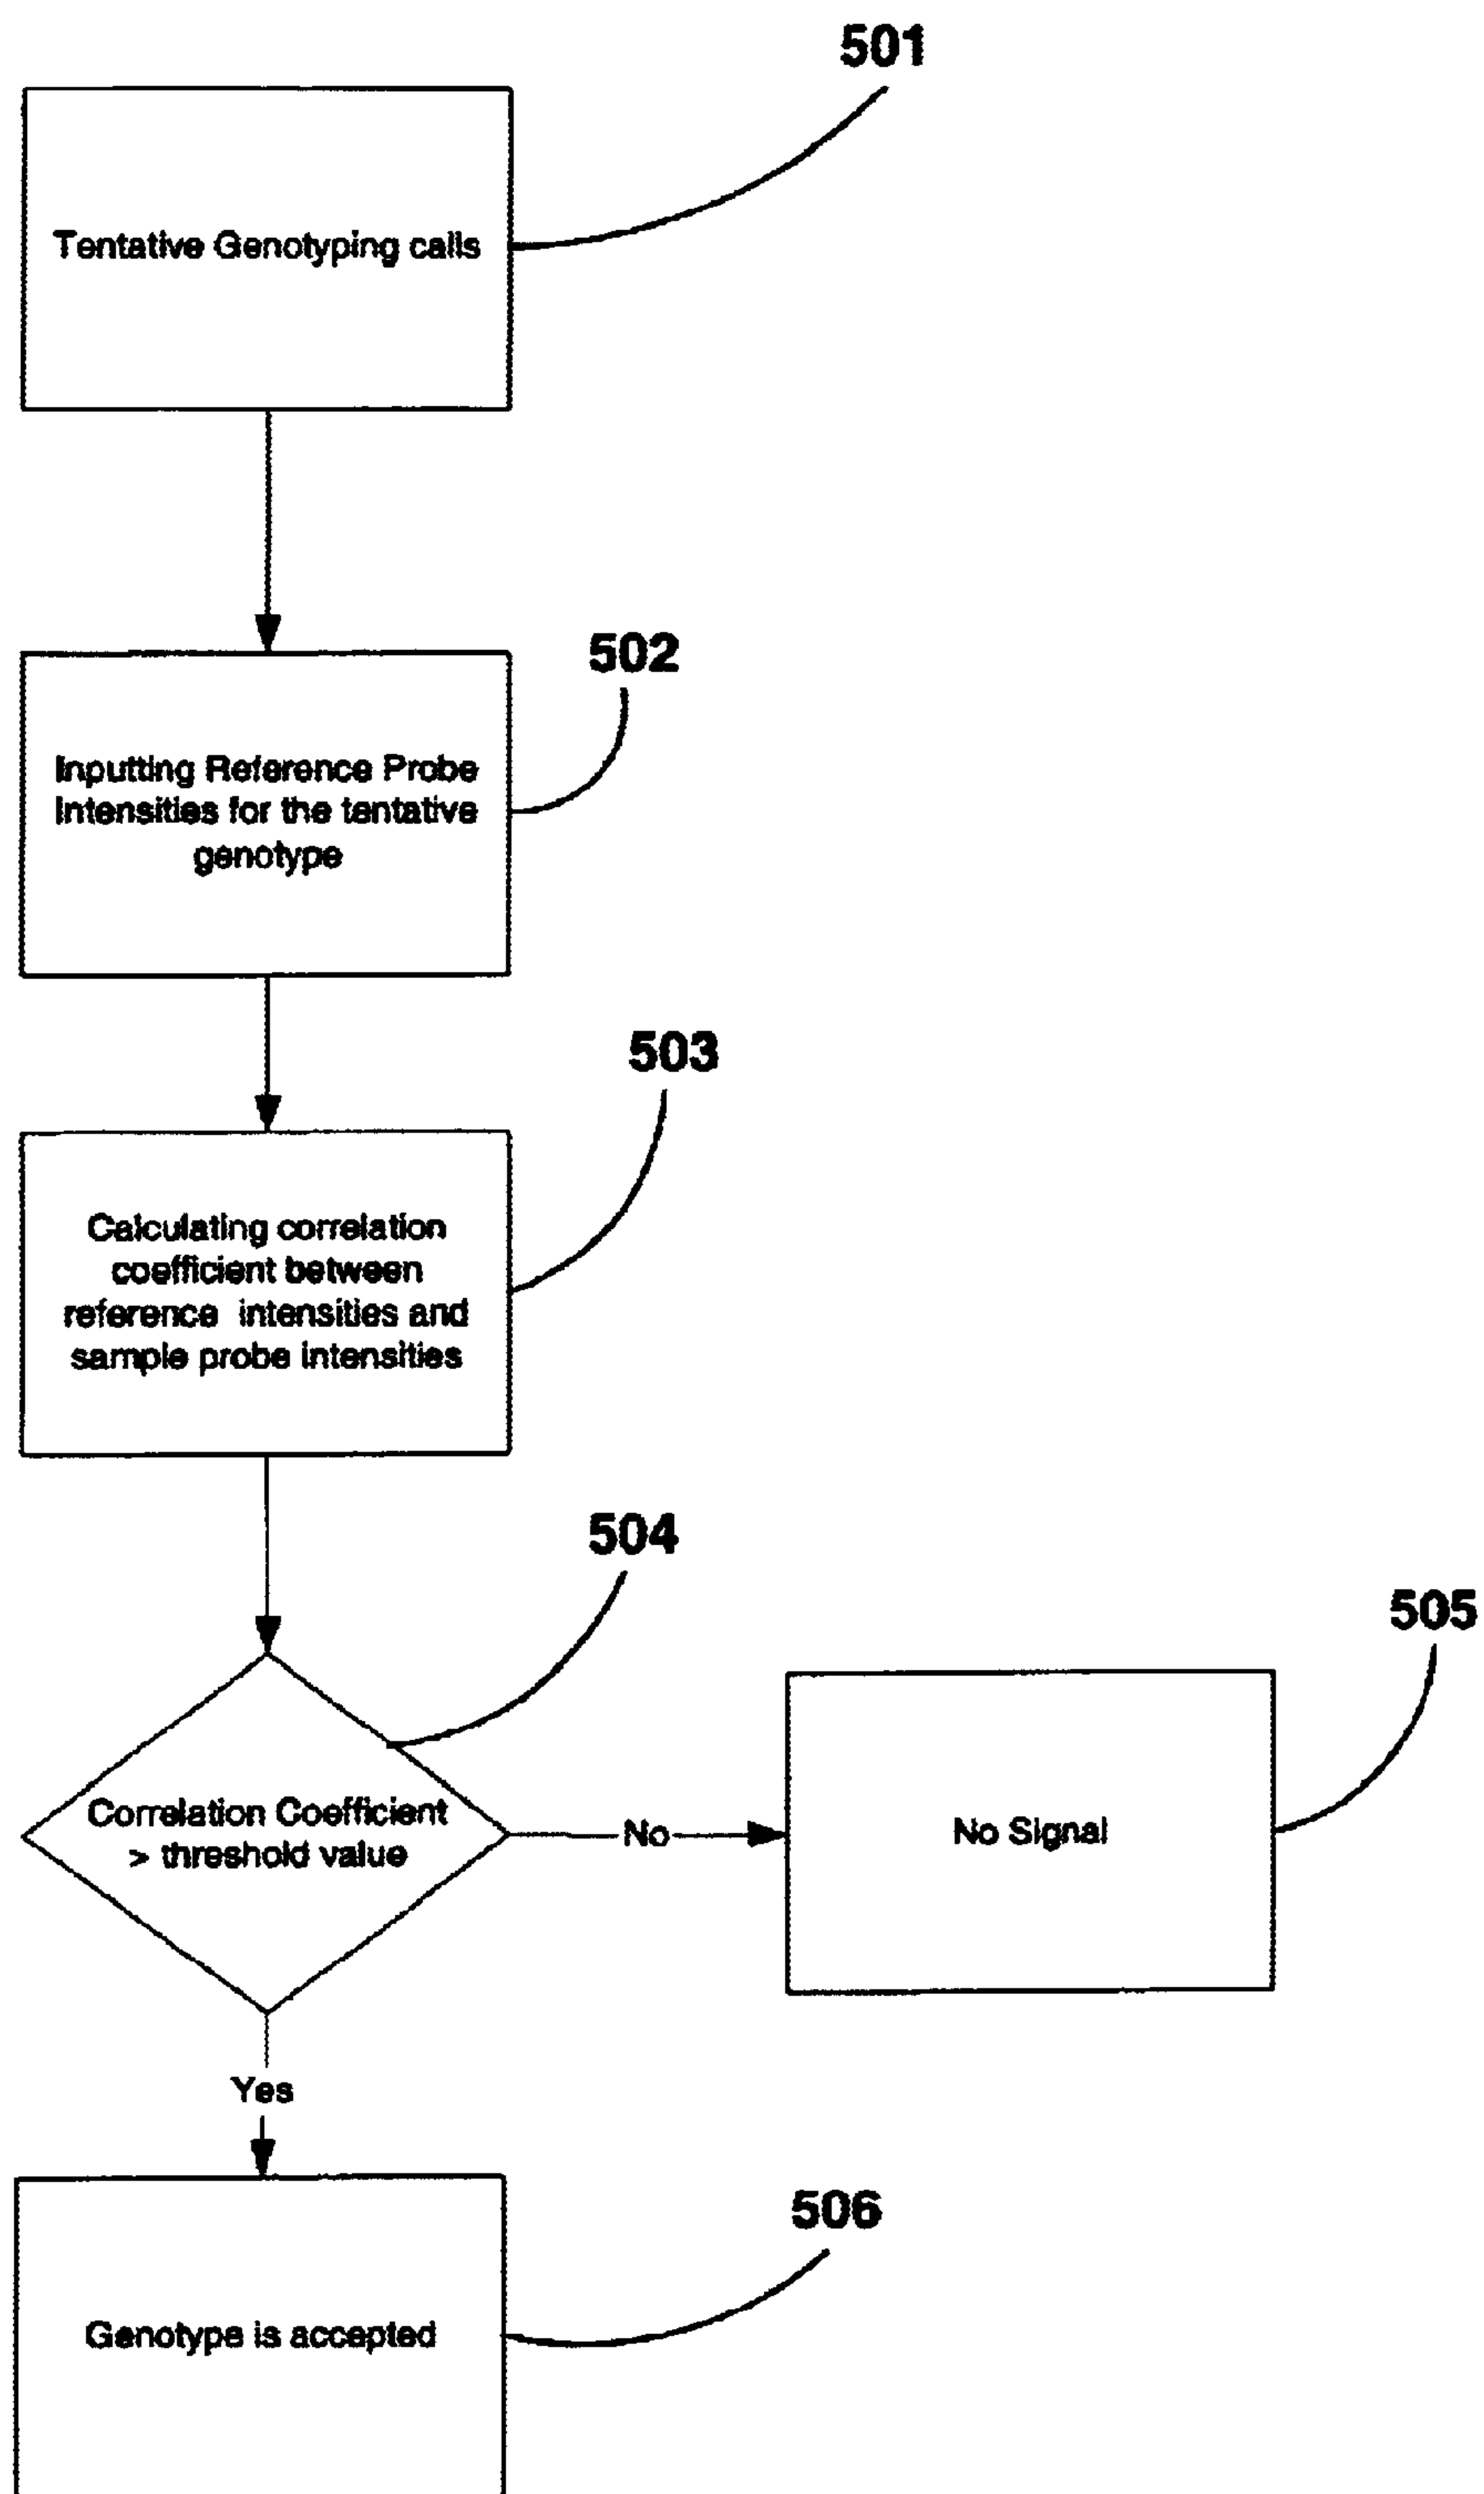 501
Tentative Genotyping calls
502
Inputting Reference Probe
Intensities for the tentative
genotype
503
Calculating correlation
coefficient between
reference intensities and
sample probe intensities
504
505
Correlation Coefficient
> threshold value
No
No Signal
Yes
506
Genotype is accepted